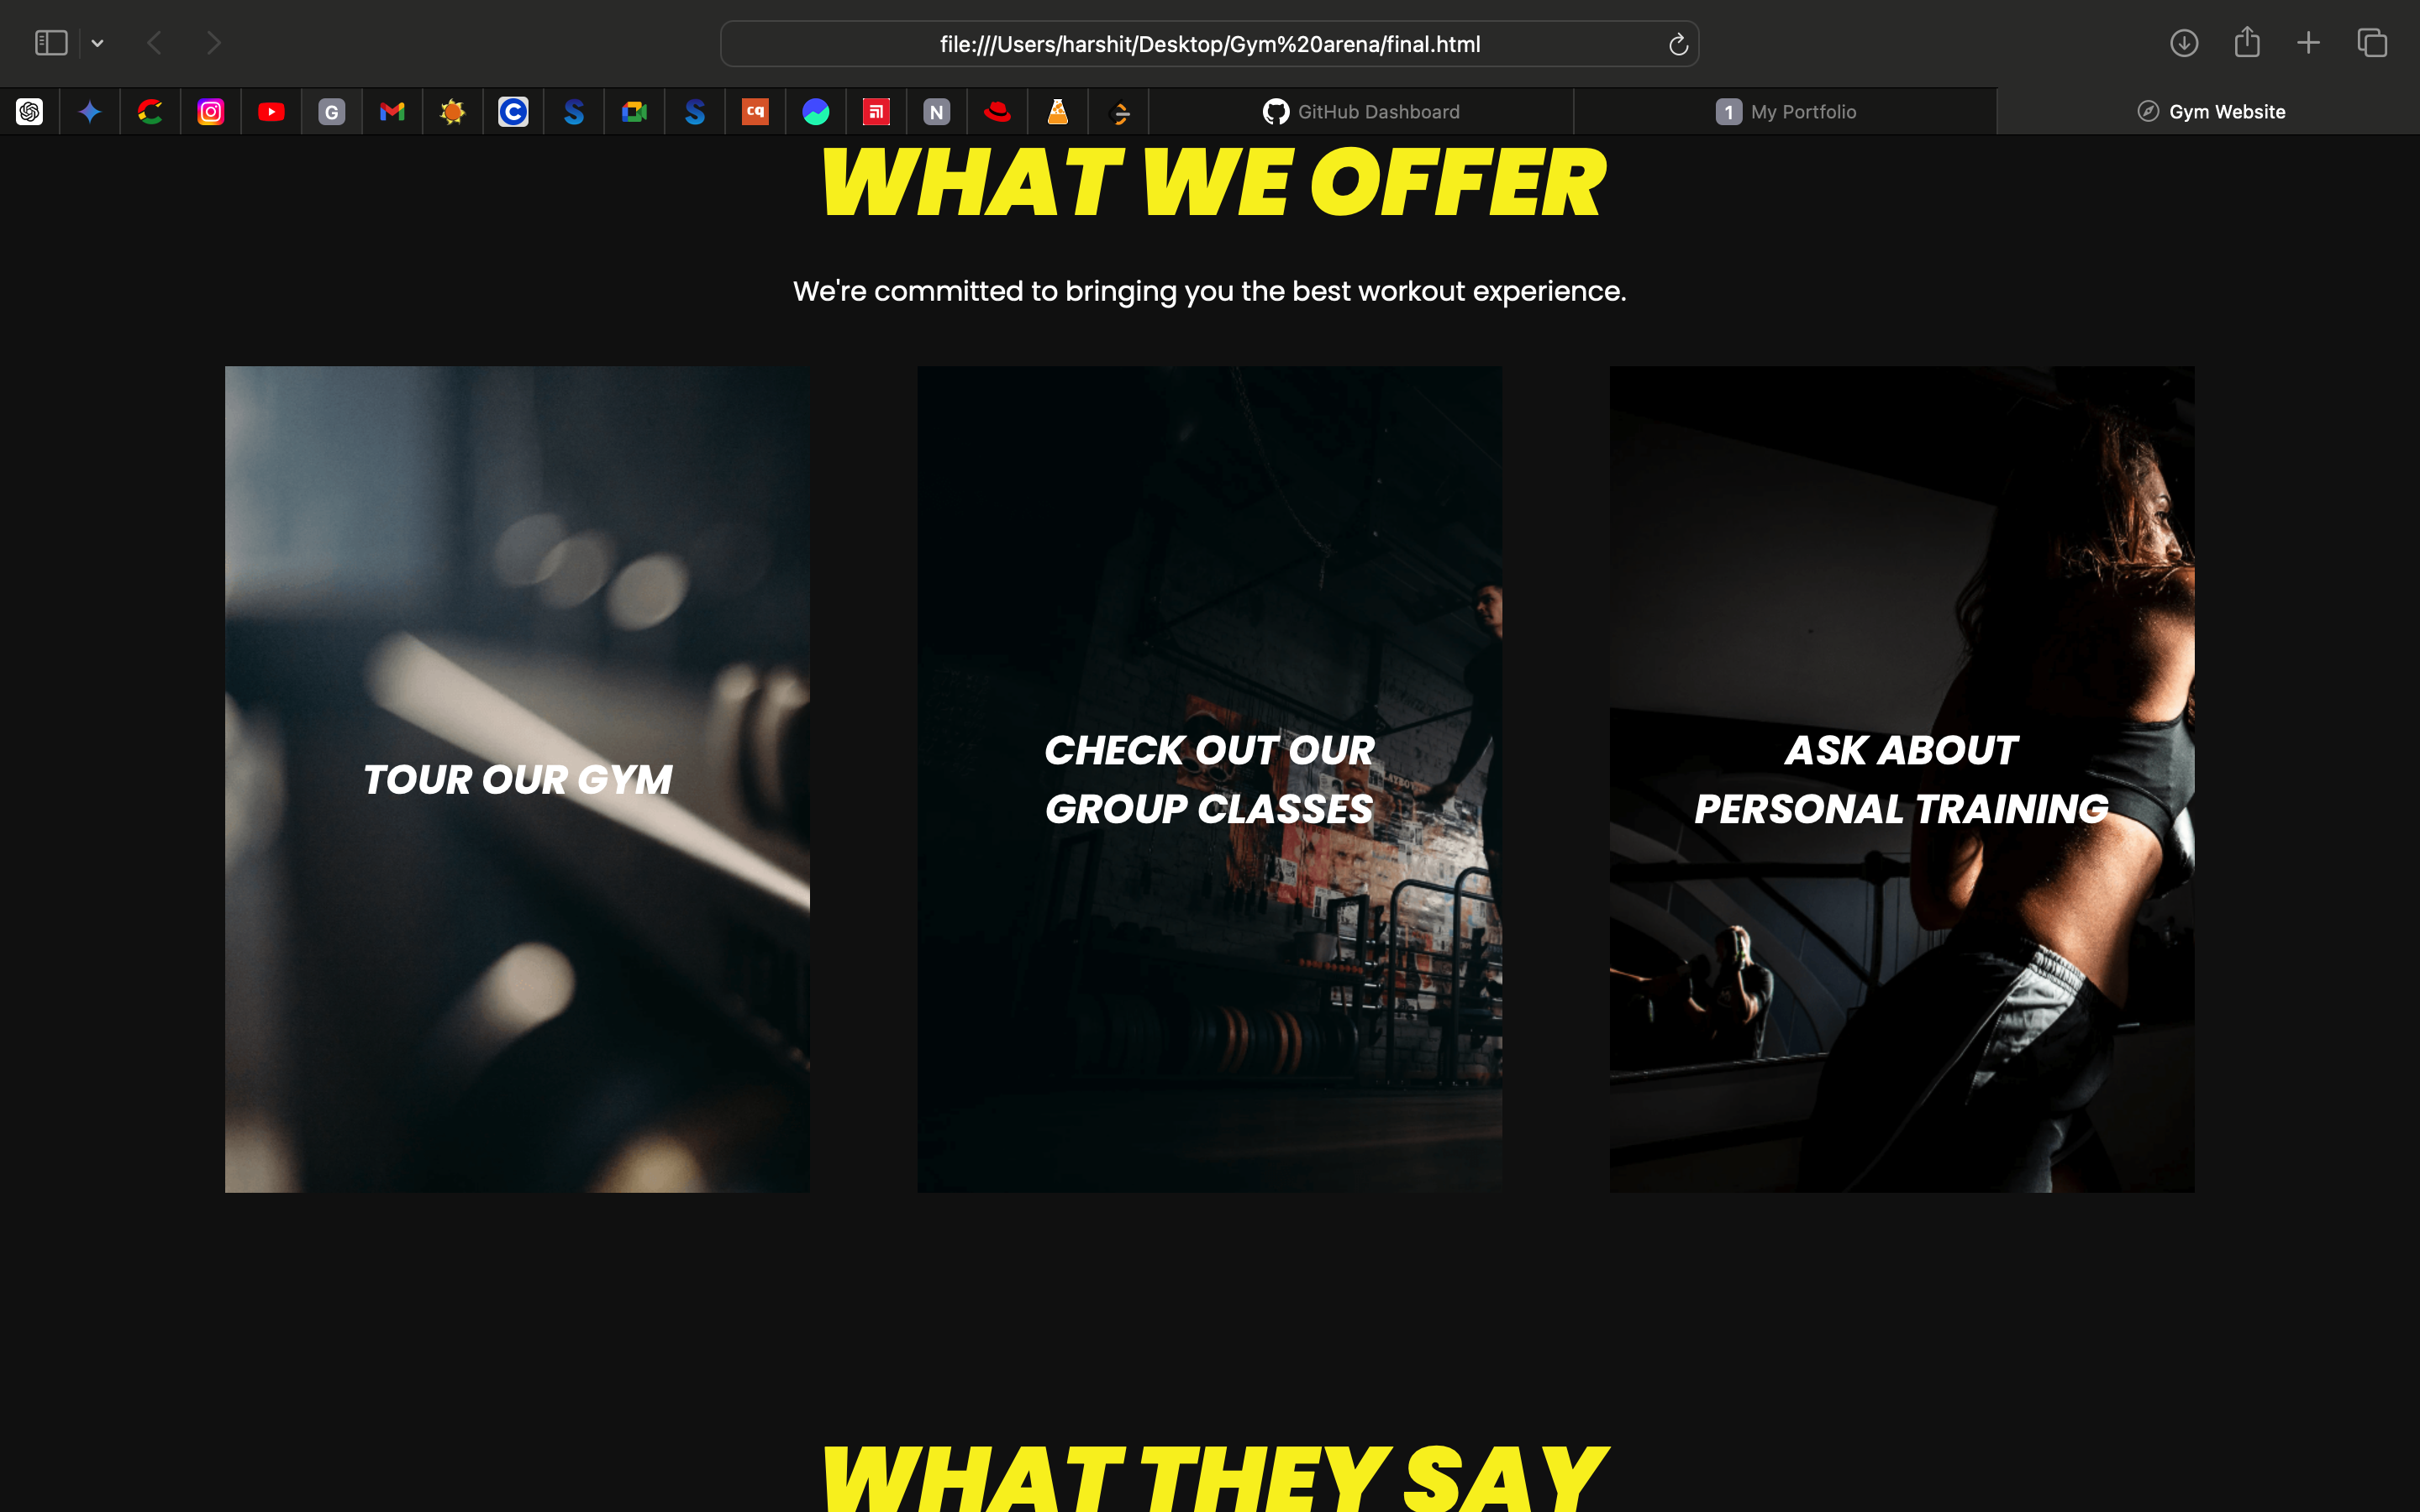 file:///Users/harshit/Desktop/Gym%20arena/final.html
G
C
S
S
cq
N
GitHub Dashboard
1 My Portfolio
Gym Website
WHAT WE OFFER
We're committed to bringing you the best workout experience.
TOUR OUR GYM
CHECK OUT OUR
GROUP CLASSES
ASK ABOUT
PERSONAL TRAINING
WHAT THEY SAY